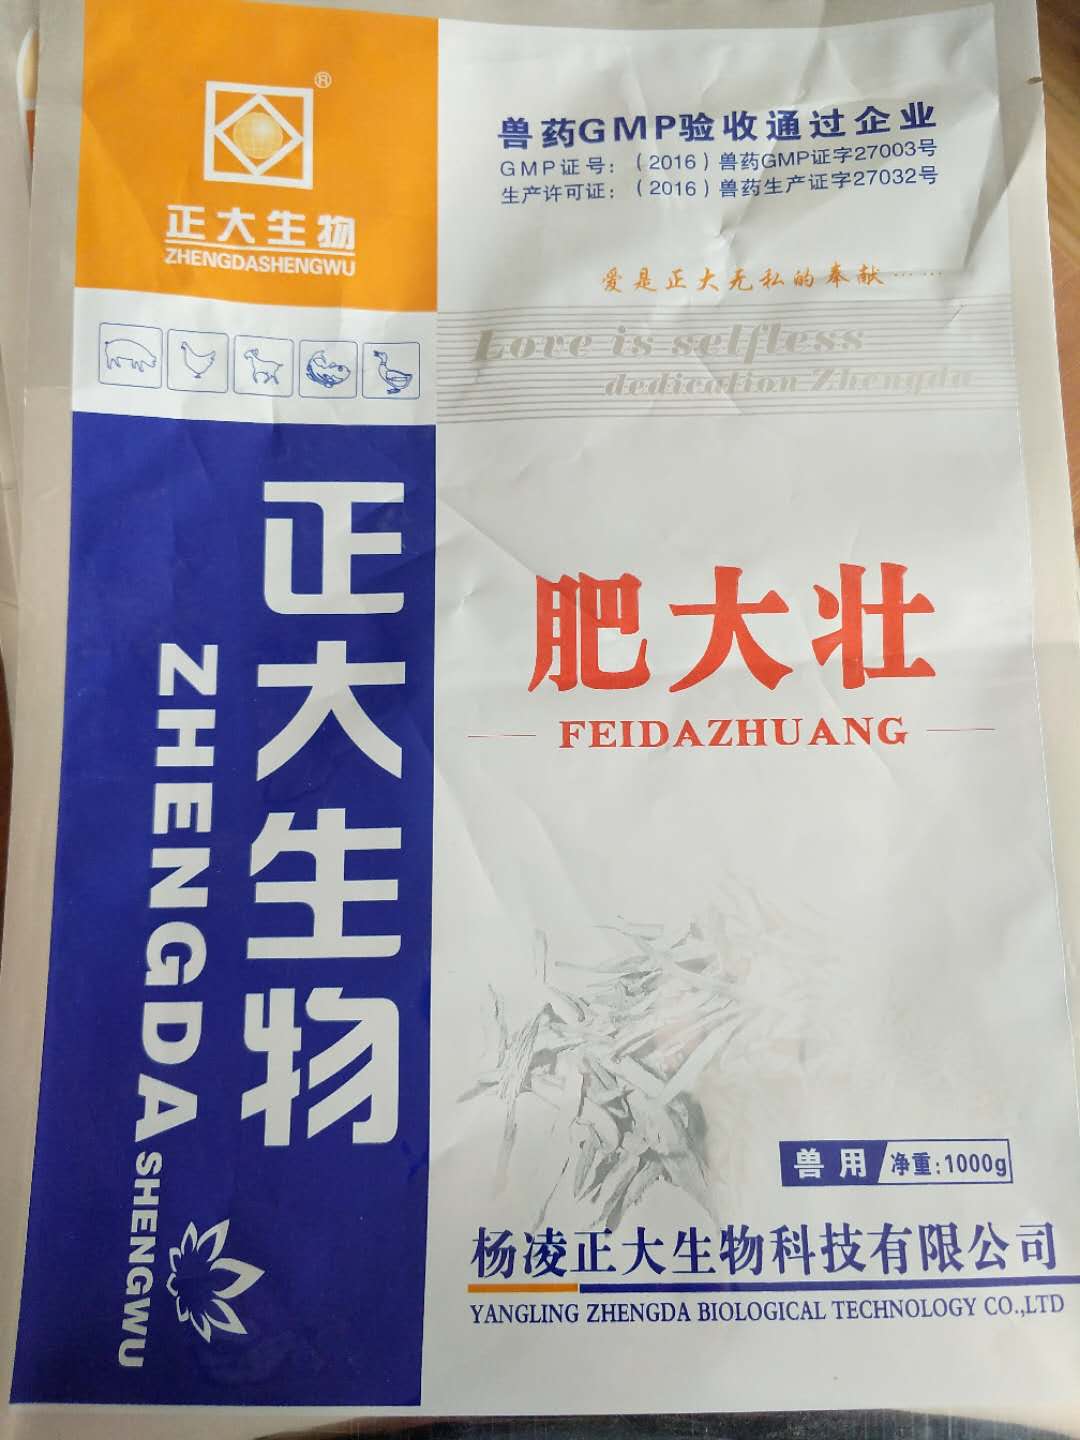 ®
正大生物
ZHENGDASHENGWU
兽药GMP验收通过企业
GMP证号：（2016）兽药GMP证字27003号
生产许可证：（2016）兽药生产证字27032号
爱是正大无私的奉献……
Love is selfless
dedication Zhengda
正大生物
ZHENGDA SHENGWU
肥大壮
FEIDAZHUANG
兽用 净重:1000g
杨凌正大生物科技有限公司
YANGLING ZHENGDA BIOLOGICAL TECHNOLOGY CO.,LTD